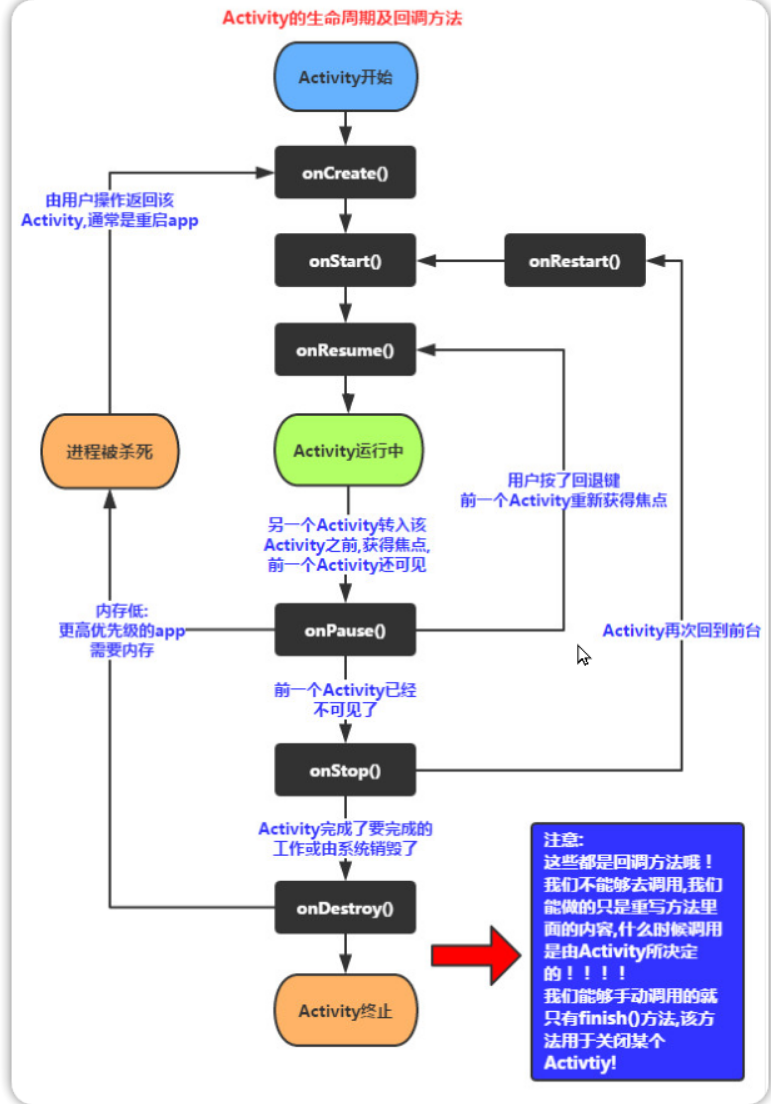 Activity的生命周期及回调方法
Activity开始
onCreate()
由用户操作返回该
Activity,通常是重启app
onStart()
onRestart()
onResume()
进程被杀死
Activity运行中
用户按了回退键
前一个Activity重新获得焦点
另一个Activity转入该
Activity之前,获得焦点,
前一个Activity还可见
内存低:
更高优先级的app
需要内存
onPause()
Activity再次回到前台
前一个Activity已经
不可见了
onStop()
Activity完成了要完成的
工作或由系统销毁了
onDestroy()
Activity终止
注意:
这些都是回调方法哦！
我们不能够去调用,我们
能做的只是重写方法里
面的内容,什么时候调用
是由Activity所决定
的！！！！
我们能够手动调用的就
只有finish()方法,该方
法用于关闭某个
Activtiy!